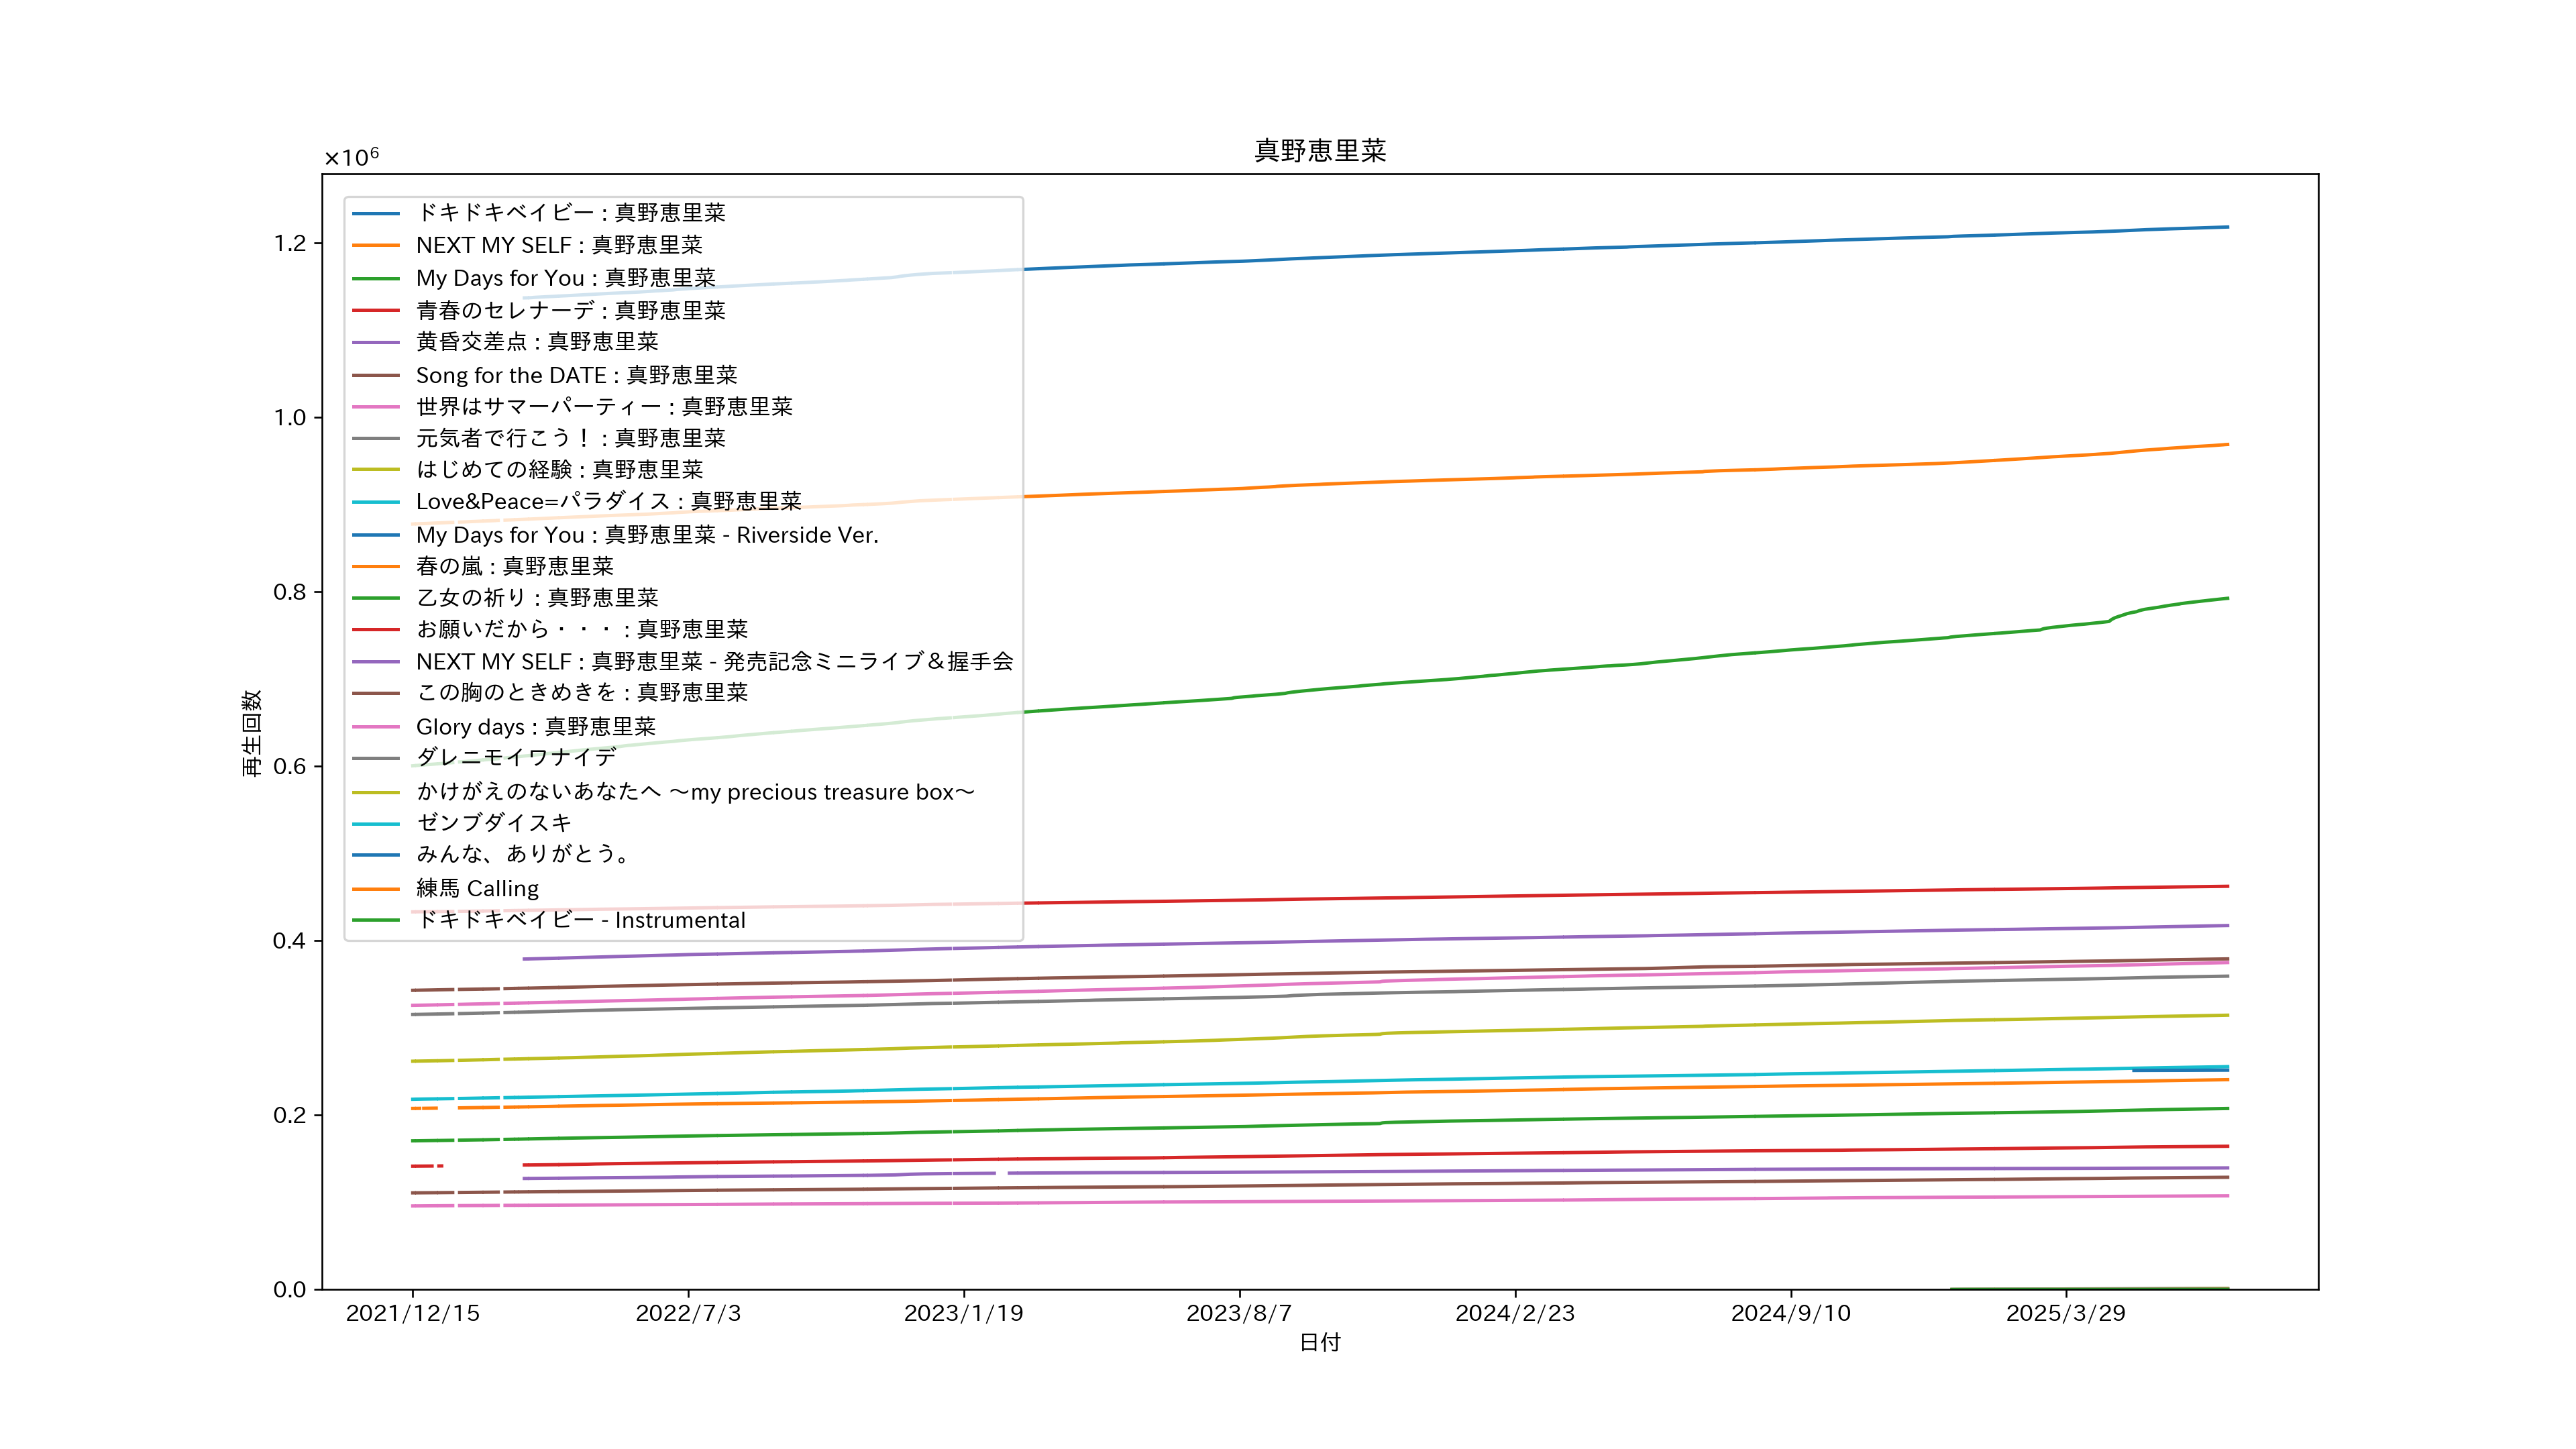 真野恵里菜
×10⁶
1.2
1.0
0.8
0.6
0.4
0.2
0.0
再生回数
ドキドキベイビー : 真野恵里菜
NEXT MY SELF : 真野恵里菜
My Days for You : 真野恵里菜
青春のセレナーデ : 真野恵里菜
黄昏交差点 : 真野恵里菜
Song for the DATE : 真野恵里菜
世界はサマーパーティー : 真野恵里菜
元気者で行こう！ : 真野恵里菜
はじめての経験 : 真野恵里菜
Love&Peace=パラダイス : 真野恵里菜
My Days for You : 真野恵里菜 - Riverside Ver.
春の嵐 : 真野恵里菜
乙女の祈り : 真野恵里菜
お願いだから・・・ : 真野恵里菜
NEXT MY SELF : 真野恵里菜 - 発売記念ミニライブ＆握手会
この胸のときめきを : 真野恵里菜
Glory days : 真野恵里菜
ダレニモイワナイデ
かけがえのないあなたへ 〜my precious treasure box〜
ゼンブダイスキ
みんな、ありがとう。
練馬 Calling
ドキドキベイビー - Instrumental
2021/12/15
2022/7/3
2023/1/19
2023/8/7
2024/2/23
2024/9/10
2025/3/29
日付